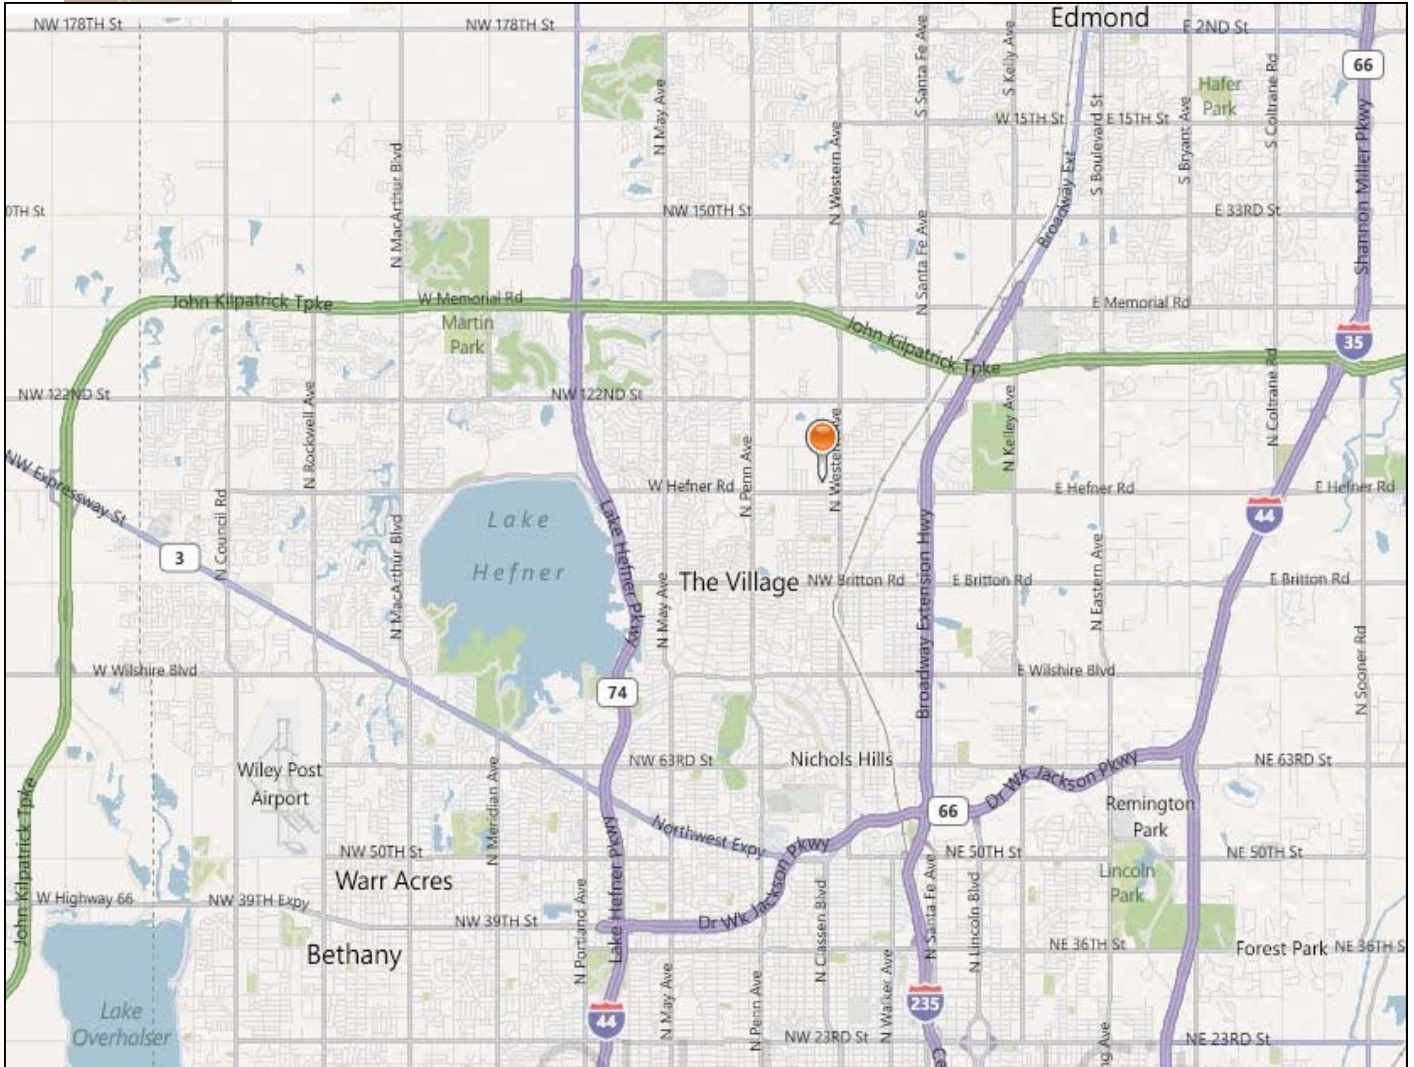 Edmond
NW 178TH St
NW 178TH St
E 2ND St
66
S Santa Fe Ave
S Kelly Ave
Hafer
Park
S Coltrane Rd
N May Ave
W 15TH St
E 15TH St
S Boulevard St
S Bryant Ave
Shannon Miller Pkwy
N MacArthur Blvd
N Western Ave
Broadway Ext
0TH St
NW 150TH St
E 33RD St
N Santa Fe Ave
John Kilpatrick Tpke
W Memorial Rd
E Memorial Rd
Martin
Park
John Kilpatrick Tpke
35
NW 122ND St
NW 122ND St
N Rockwell Ave
N Kelley Ave
N Coltrane Rd
N Penn Ave
N Western Ave
NW Expressway St
W Hefner Rd
E Hefner Rd
E Hefner Rd
N Council Rd
N MacArthur Blvd
Lake
Hefner
Lake Hefner Pkwy
44
3
Broadway Extension Hwy
The Village
NW Britton Rd
E Britton Rd
E Britton Rd
N May Ave
N Eastern Ave
W Wilshire Blvd
E Wilshire Blvd
N Sooner Rd
74
Wiley Post
Airport
NW 63RD St
Nichols Hills
NE 63RD St
Dr Wk Jackson Pkwy
John Kilpatrick Tpke
N Meridian Ave
66
Remington
Park
Northwest Expy
Dr Wk Jackson Pkwy
NW 50TH St
NE 50TH St
NE 50TH St
Warr Acres
Lake Hefner Pkwy
Lincoln
Park
W Highway 66
NW 39TH Expy
NW 39TH St
N Portland Ave
N Classen Blvd
N Santa Fe Ave
N Lincoln Blvd
Bethany
NE 36TH St
Forest Park
NE 36TH S
N May Ave
N Penn Ave
N Walker Ave
Lake
Overholser
44
235
NW 23RD St
NE 23RD St
Ce
ng Ave